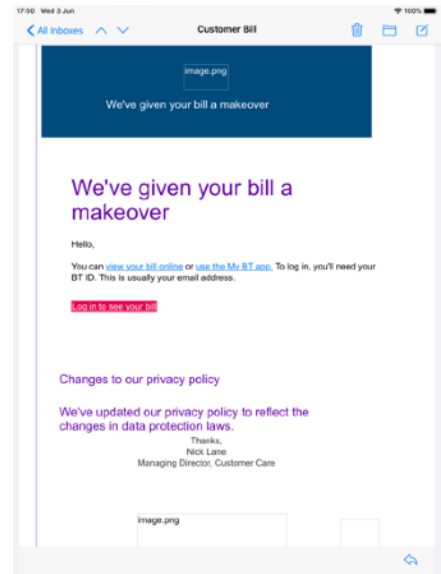 17:50 Wed 3 Jun
100%
All Inboxes
Customer Bill
image.png
We've given your bill a makeover
We've given your bill a
makeover
Hello,
You can view your bill online or use the My BT app. To log in, you'll need your
BT ID. This is usually your email address.
Log in to see your bill
Changes to our privacy policy
We've updated our privacy policy to reflect the
changes in data protection laws.
Thanks,
Nick Lane
Managing Director, Customer Care
image.png